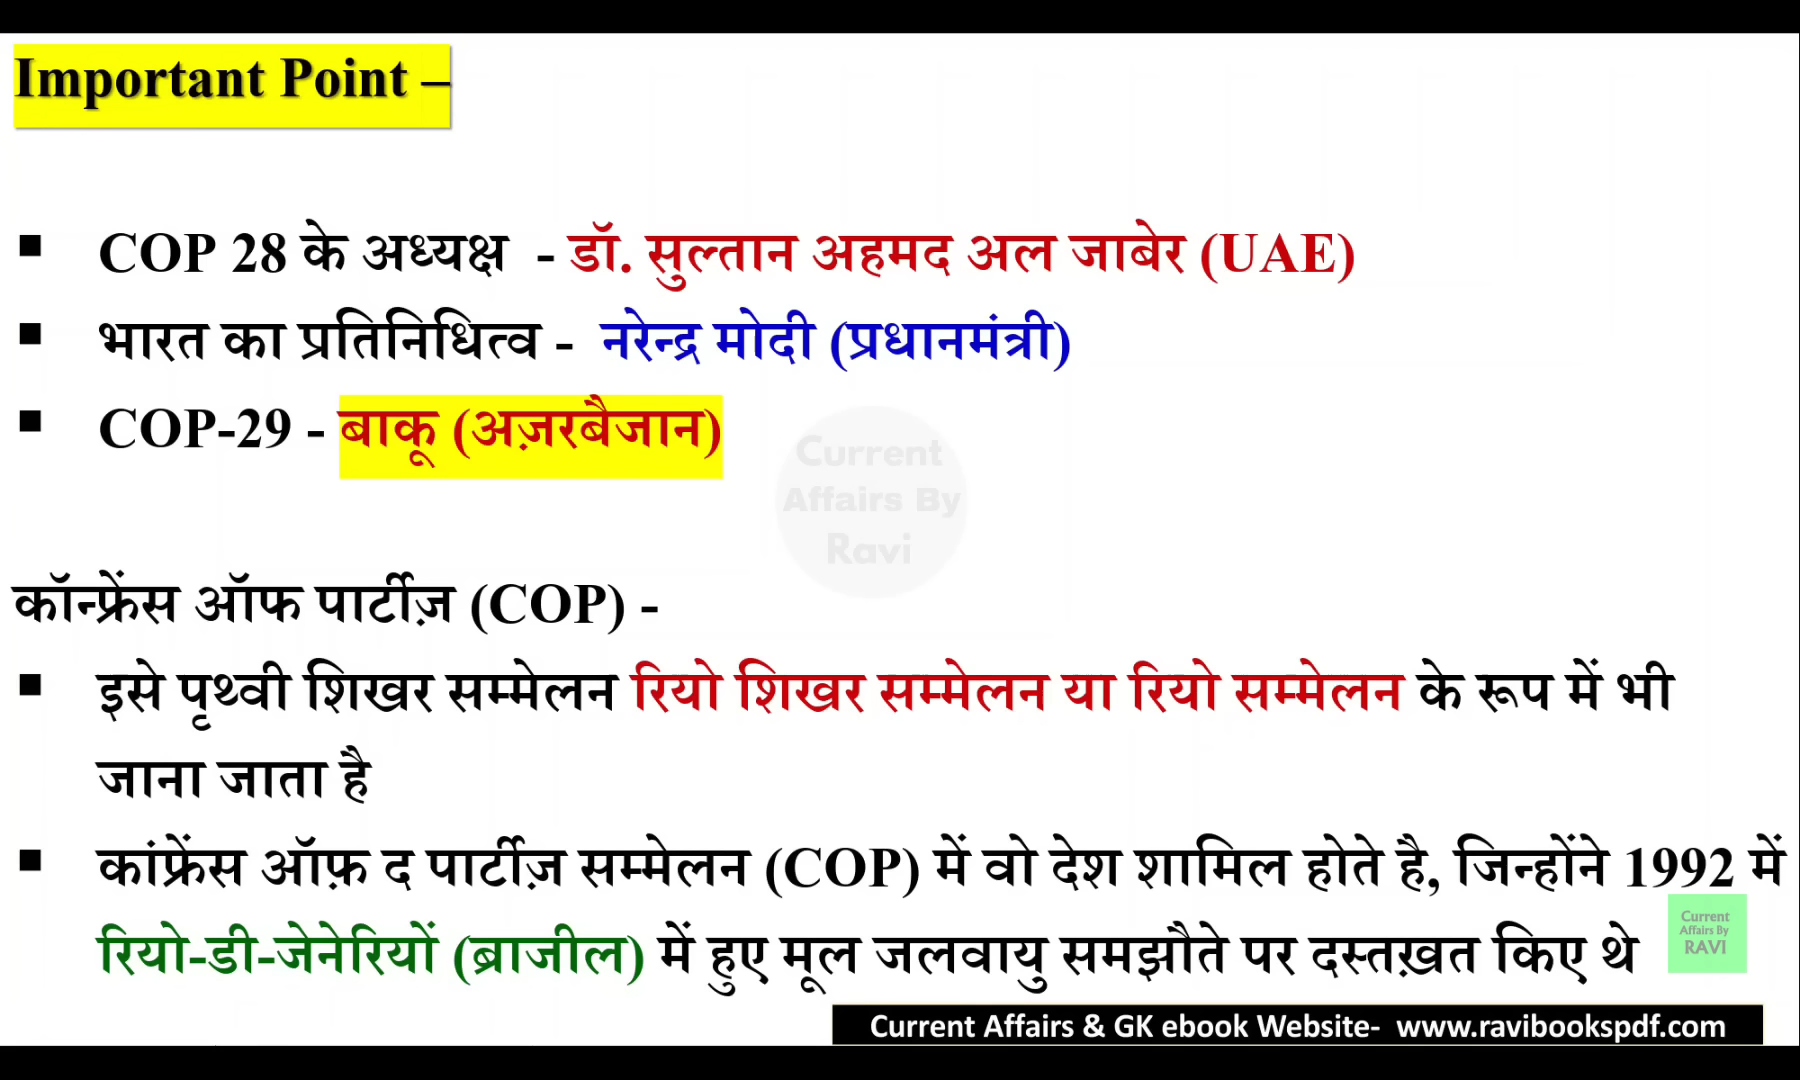 Important Point –
▪ COP 28 के अध्यक्ष - डॉ. सुल्तान अहमद अल जाबेर (UAE)
▪ भारत का प्रतिनिधित्व - नरेन्द्र मोदी (प्रधानमंत्री)
▪ COP-29 - बाकू (अज़रबैजान)
Current
Affairs By
Ravi
कॉन्फ्रेंस ऑफ पार्टीज़ (COP) -
▪ इसे पृथ्वी शिखर सम्मेलन रियो शिखर सम्मेलन या रियो सम्मेलन के रूप में भी
जाना जाता है
▪ कांफ्रेंस ऑफ़ द पार्टीज़ सम्मेलन (COP) में वो देश शामिल होते है, जिन्होंने 1992 में
रियो-डी-जेनेरियों (ब्राजील) में हुए मूल जलवायु समझौते पर दस्तख़त किए थे
Current
Affairs By
RAVI
Current Affairs & GK ebook Website- www.ravibookspdf.com